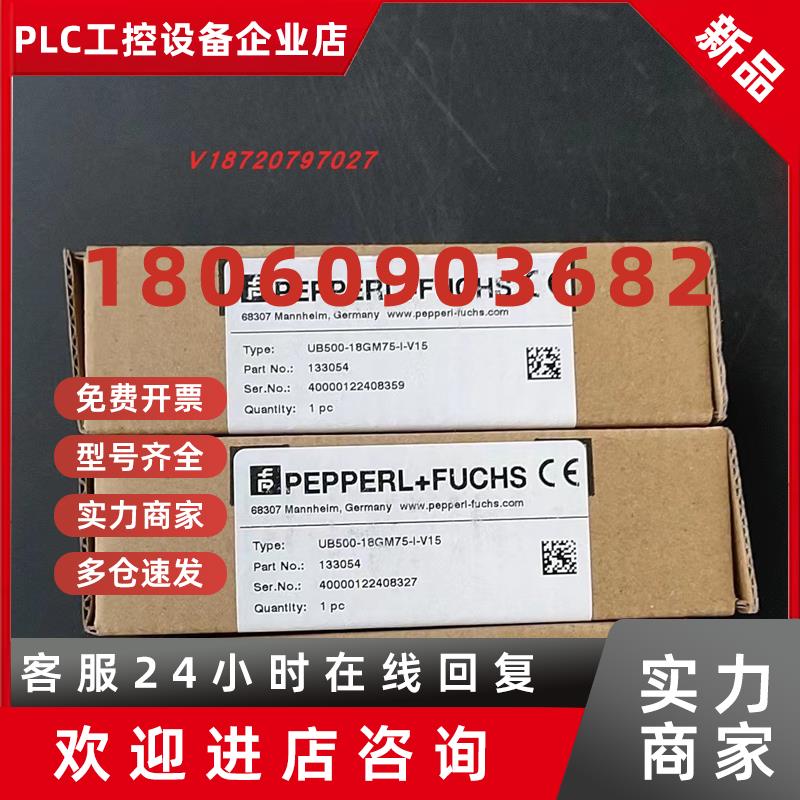 PLC工控设备企业店
新品
V18720797027
18060903682
PEPPERL+FUCHS CE
68307 Mannheim, Germany www.pepperl-fuchs.com
Type: UB500-18GM75-I-V15
Part No.: 133054
Ser.No.: 40000122408359
Quantity: 1 pc
PEPPERL+FUCHS CE
68307 Mannheim, Germany www.pepperl-fuchs.com
Type: UB500-18GM75-I-V15
Part No.: 133054
Ser.No.: 40000122408327
Quantity: 1 pc
免费开票
型号齐全
实力商家
多仓速发
客服24小时在线回复
欢迎进店咨询
实力
商家